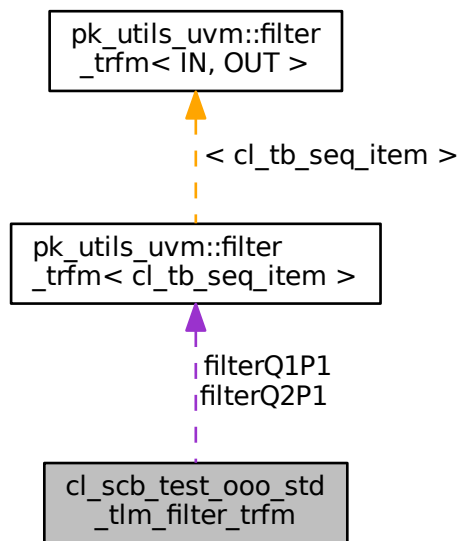 pk_utils_uvm::filter
_trfm< IN, OUT >
< cl_tb_seq_item >
pk_utils_uvm::filter
_trfm< cl_tb_seq_item >
filterQ1P1
filterQ2P1
cl_scb_test_ooo_std
_tlm_filter_trfm